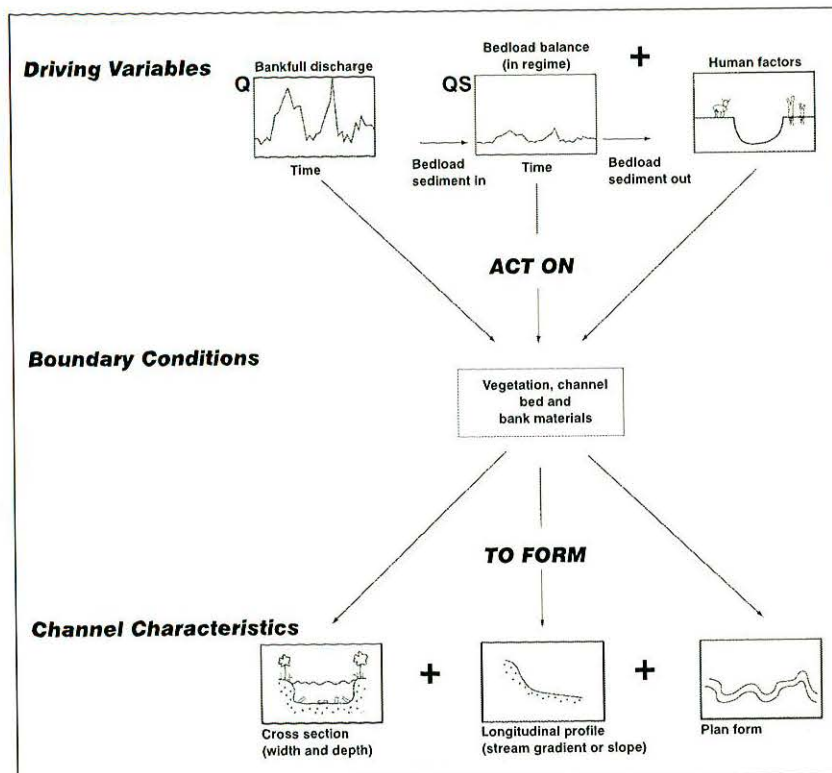 Driving Variables
Bankfull discharge
Q
Time
Bedload balance
(in regime)
QS
Bedload
sediment in
Time
Bedload
sediment out
+
Human factors
ACT ON
Boundary Conditions
Vegetation, channel
bed and
bank materials
TO FORM
Channel Characteristics
+
+
Cross section
(width and depth)
Longitudinal profile
(stream gradient or slope)
Plan form